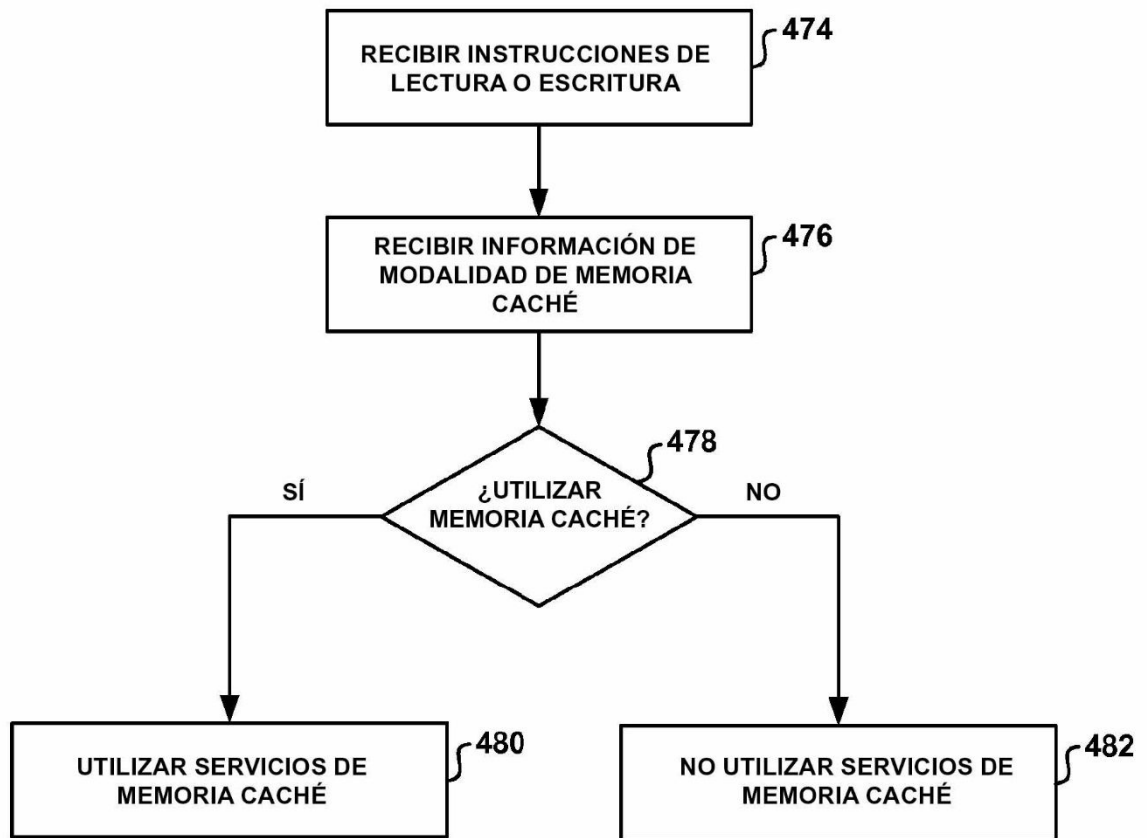 474
RECIBIR INSTRUCCIONES DE
LECTURA O ESCRITURA
476
RECIBIR INFORMACIÓN DE
MODALIDAD DE MEMORIA
CACHÉ
478
¿UTILIZAR
MEMORIA CACHÉ?
SÍ
NO
480
UTILIZAR SERVICIOS DE
MEMORIA CACHÉ
482
NO UTILIZAR SERVICIOS DE
MEMORIA CACHÉ